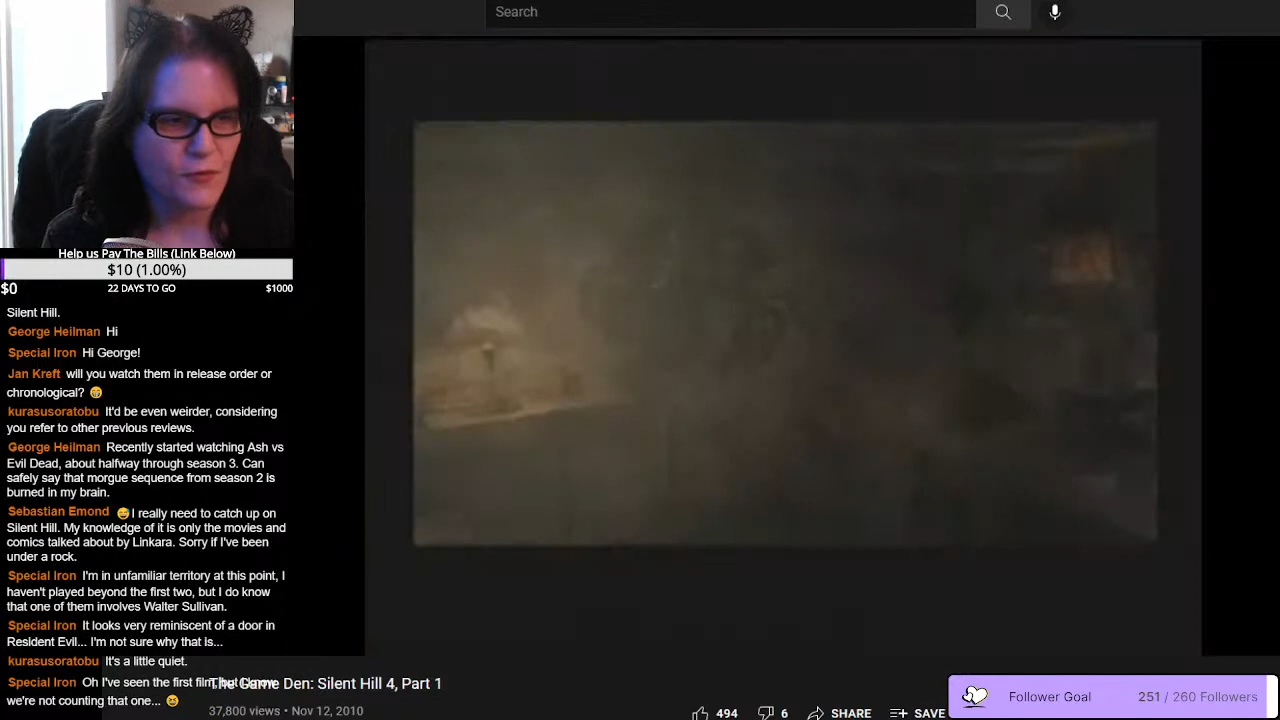 Search
Help us Pay The Bills (Link Below)
$10 (1.00%)
$0
22 DAYS TO GO
$1000
Silent Hill.
George Heilman Hi
Special Iron Hi George!
Jan Kreft will you watch them in release order or
chronological? 😁
kurasusoratobu It'd be even weirder, considering
you refer to other previous reviews.
George Heilman Recently started watching Ash vs
Evil Dead, about halfway through season 3. Can
safely say that morgue sequence from season 2 is
burned in my brain.
Sebastian Emond 😅I really need to catch up on
Silent Hill. My knowledge of it is only the movies and
comics talked about by Linkara. Sorry if I've been
under a rock.
Special Iron I'm in unfamiliar territory at this point, I
haven't played beyond the first two, but I do know
that one of them involves Walter Sullivan.
Special Iron It looks very reminiscent of a door in
Resident Evil... I'm not sure why that is...
kurasusoratobu It's a little quiet.
Special Iron Oh I've seen the first film, but I know
we're not counting that one... 😆
The Game Den: Silent Hill 4, Part 1
37,800 views • Nov 12, 2010
494
6
SHARE
SAVE
Follower Goal
251 / 260 Followers